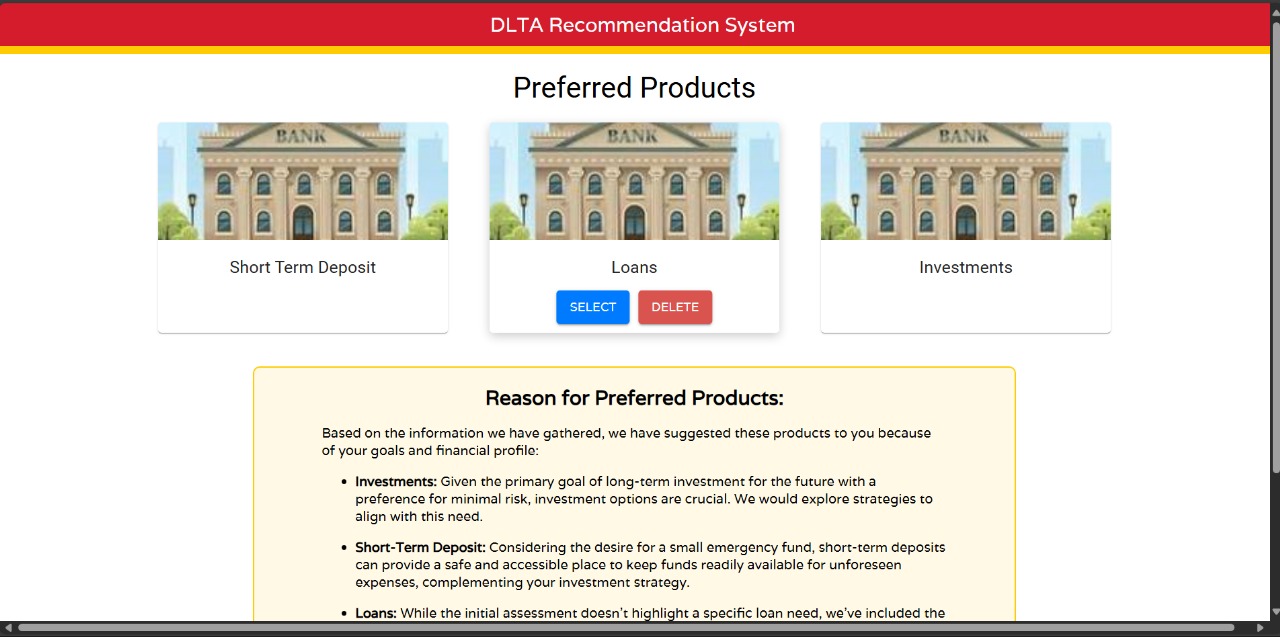 DLTA Recommendation System
Preferred Products
BANK
BANK
BANK
Short Term Deposit
Loans
Investments
SELECT
DELETE
Reason for Preferred Products:
Based on the information we have gathered, we have suggested these products to you because
of your goals and financial profile:
• Investments: Given the primary goal of long-term investment for the future with a
preference for minimal risk, investment options are crucial. We would explore strategies to
align with this need.
• Short-Term Deposit: Considering the desire for a small emergency fund, short-term deposits
can provide a safe and accessible place to keep funds readily available for unforeseen
expenses, complementing your investment strategy.
• Loans: While the initial assessment doesn't highlight a specific loan need, we've included the